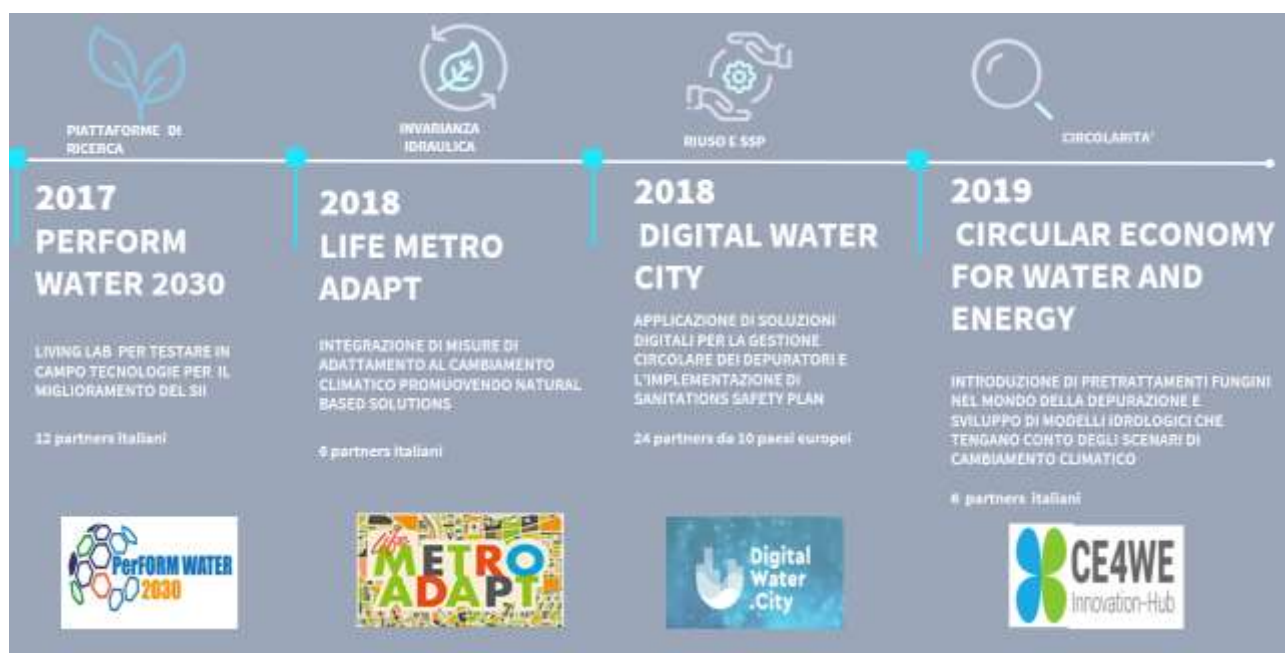 PIATTAFORME DI
RICERCA
2017
PERFORM
WATER 2030
LIVING LAB PER TESTARE IN
CAMPO TECNOLOGIE PER IL
MIGLIORAMENTO DEL SII
12 partners italiani
PerFORM WATER
2030
INVARIANZA
IDRAULICA
2018
LIFE METRO
ADAPT
INTEGRAZIONE DI MISURE DI
ADATTAMENTO AL CAMBIAMENTO
CLIMATICO PROMUOVENDO NATURAL
BASED SOLUTIONS
6 partners italiani
life
METRO
ADAPT
RIUSO E SSP
2018
DIGITAL WATER
CITY
APPLICAZIONE DI SOLUZIONI
DIGITALI PER LA GESTIONE
CIRCOLARE DEI DEPURATORI E
L'IMPLEMENTAZIONE DI
SANITATIONS SAFETY PLAN
24 partners da 10 paesi europei
Digital
Water
.City
CIRCOLARITA'
2019
CIRCULAR ECONOMY
FOR WATER AND
ENERGY
INTRODUZIONE DI PRETRATTAMENTI FUNGINI
NEL MONDO DELLA DEPURAZIONE E
SVILUPPO DI MODELLI IDROLOGICI CHE
TENGANO CONTO DEGLI SCENARI DI
CAMBIAMENTO CLIMATICO
6 partners italiani
CE4WE
Innovation-Hub